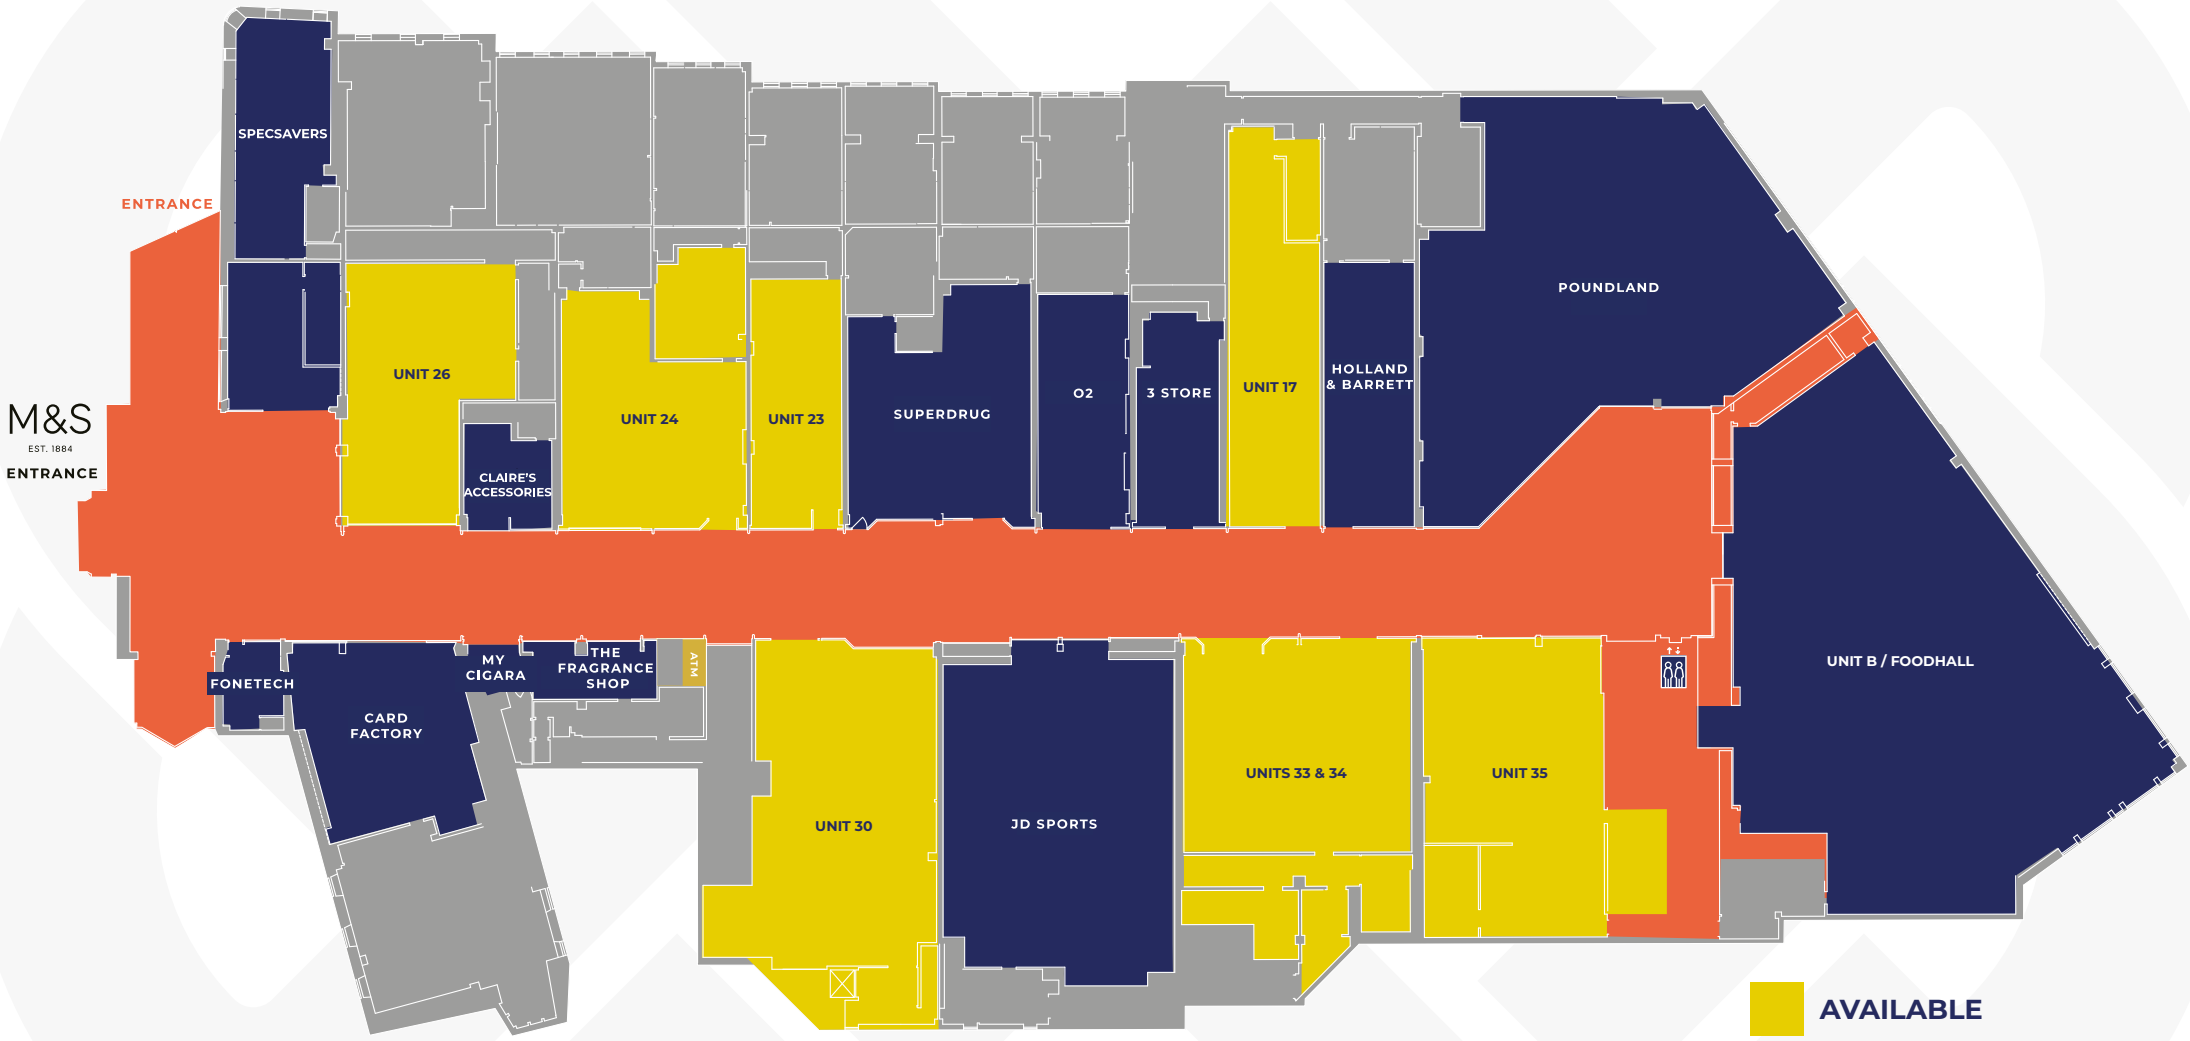 SPECSAVERS
ENTRANCE
POUNDLAND
M&S
EST. 1884
ENTRANCE
UNIT 26
UNIT 24
UNIT 23
SUPERDRUG
O2
3 STORE
UNIT 17
HOLLAND
& BARRETT
CLAIRE'S
ACCESSORIES
FONETECH
CARD
FACTORY
MY
CIGARA
THE
FRAGRANCE
SHOP
ATM
UNIT 30
JD SPORTS
UNITS 33 & 34
UNIT 35
UNIT B / FOODHALL
AVAILABLE